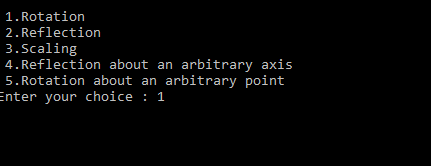 1.Rotation
2.Reflection
3.Scaling
4.Reflection about an arbitrary axis
5.Rotation about an arbitrary point
Enter your choice : 1